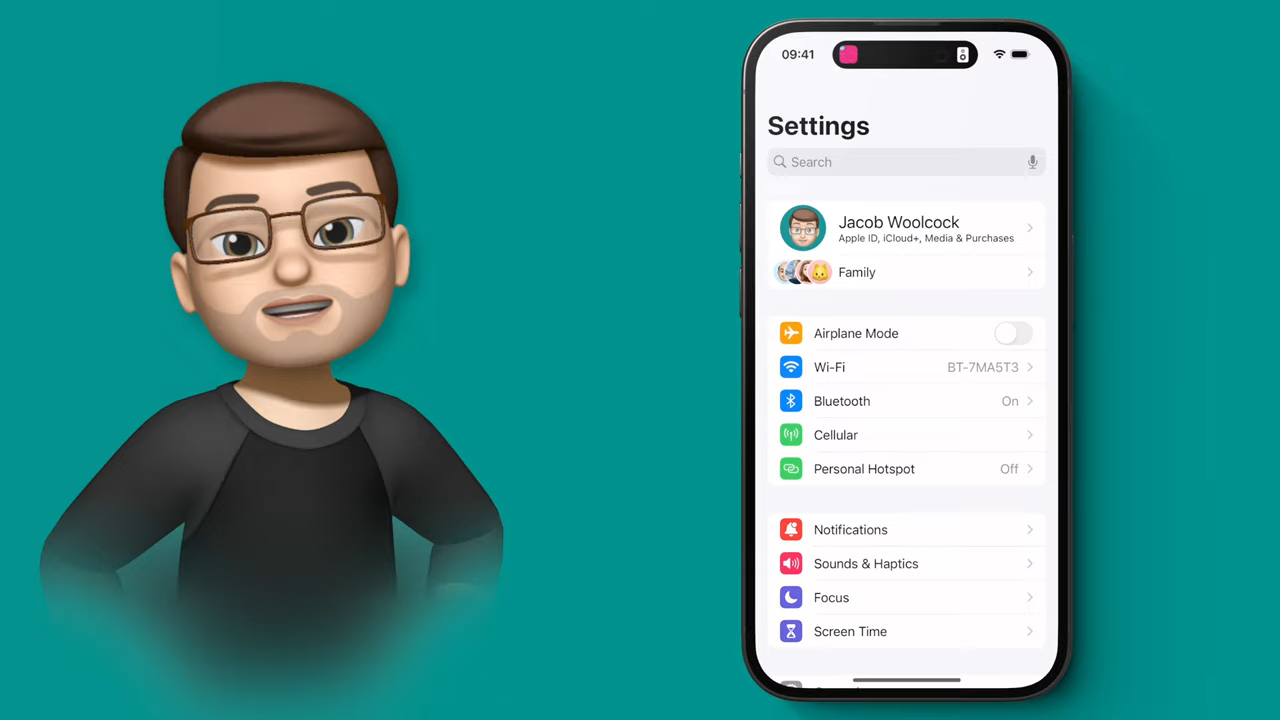 09:41
Settings
Search
Jacob Woolcock
Apple ID, iCloud+, Media & Purchases
Family
Airplane Mode
Wi-Fi BT-7MA5T3
Bluetooth On
Cellular
Personal Hotspot Off
Notifications
Sounds & Haptics
Focus
Screen Time